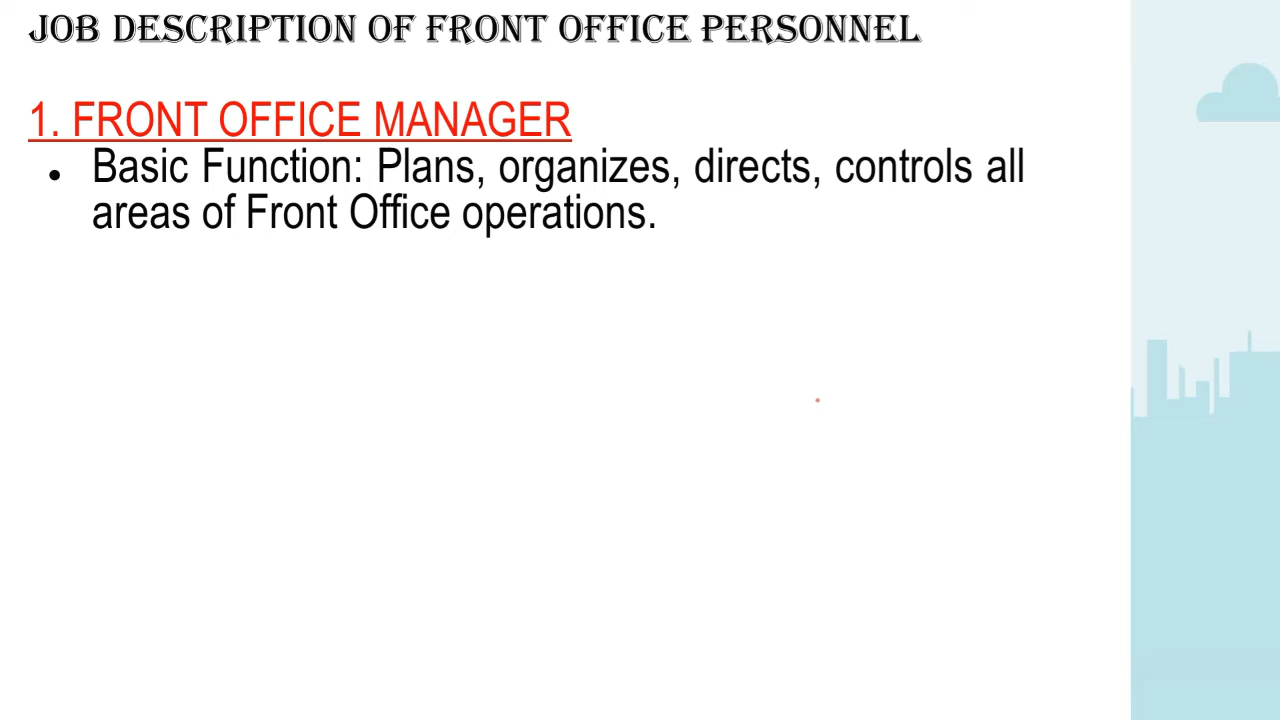 JOB DESCRIPTION OF FRONT OFFICE PERSONNEL
1. FRONT OFFICE MANAGER
• Basic Function: Plans, organizes, directs, controls all
areas of Front Office operations.